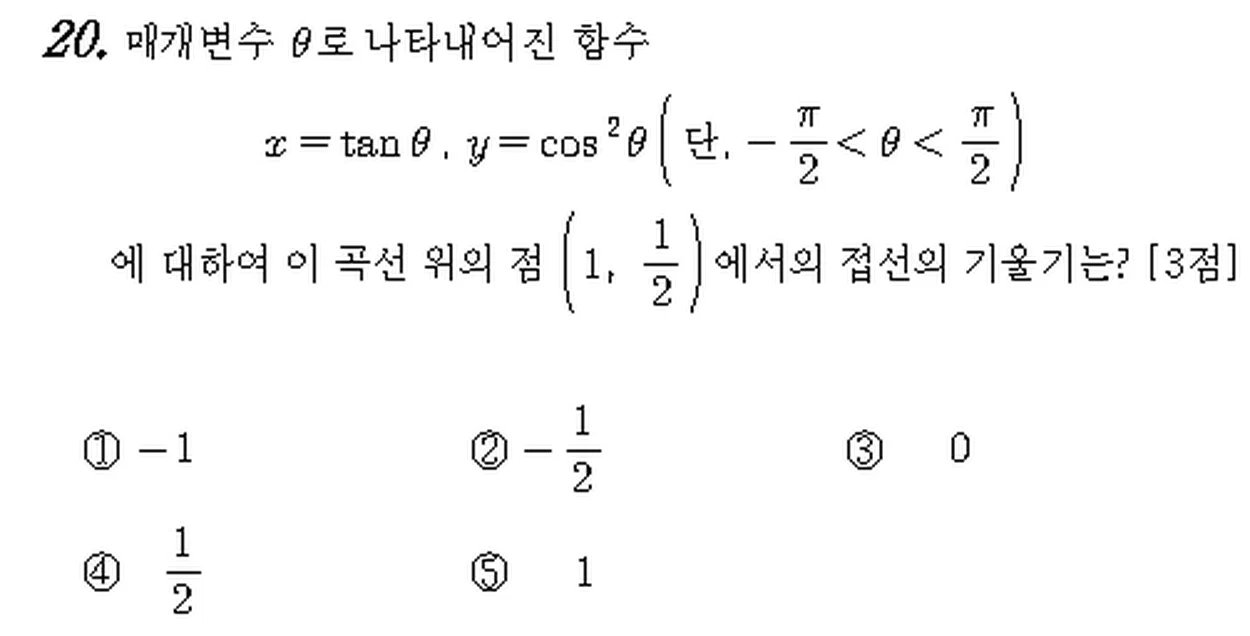 20. 매개변수 θ로 나타내어진 함수
x = tan θ, y = cos²θ (단, -π/2 < θ < π/2)
에 대하여 이 곡선 위의 점 (1, 1/2)에서의 접선의 기울기는? [3점]
① -1 ② -1/2 ③ 0
④ 1/2 ⑤ 1